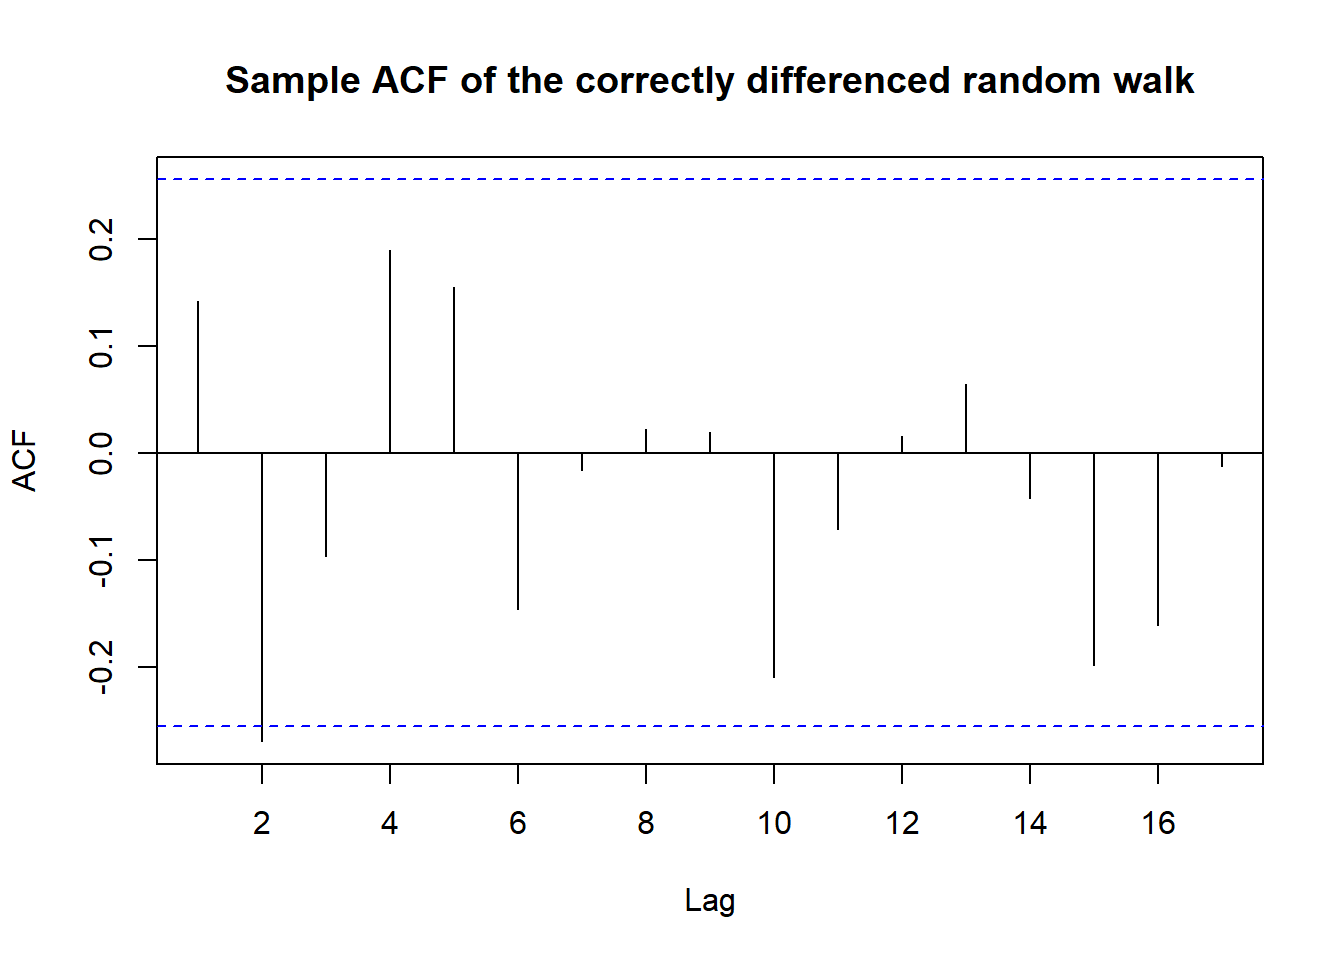 Sample ACF of the correctly differenced random walk
ACF
0.2
0.1
0.0
-0.1
-0.2
2 4 6 8 10 12 14 16
Lag